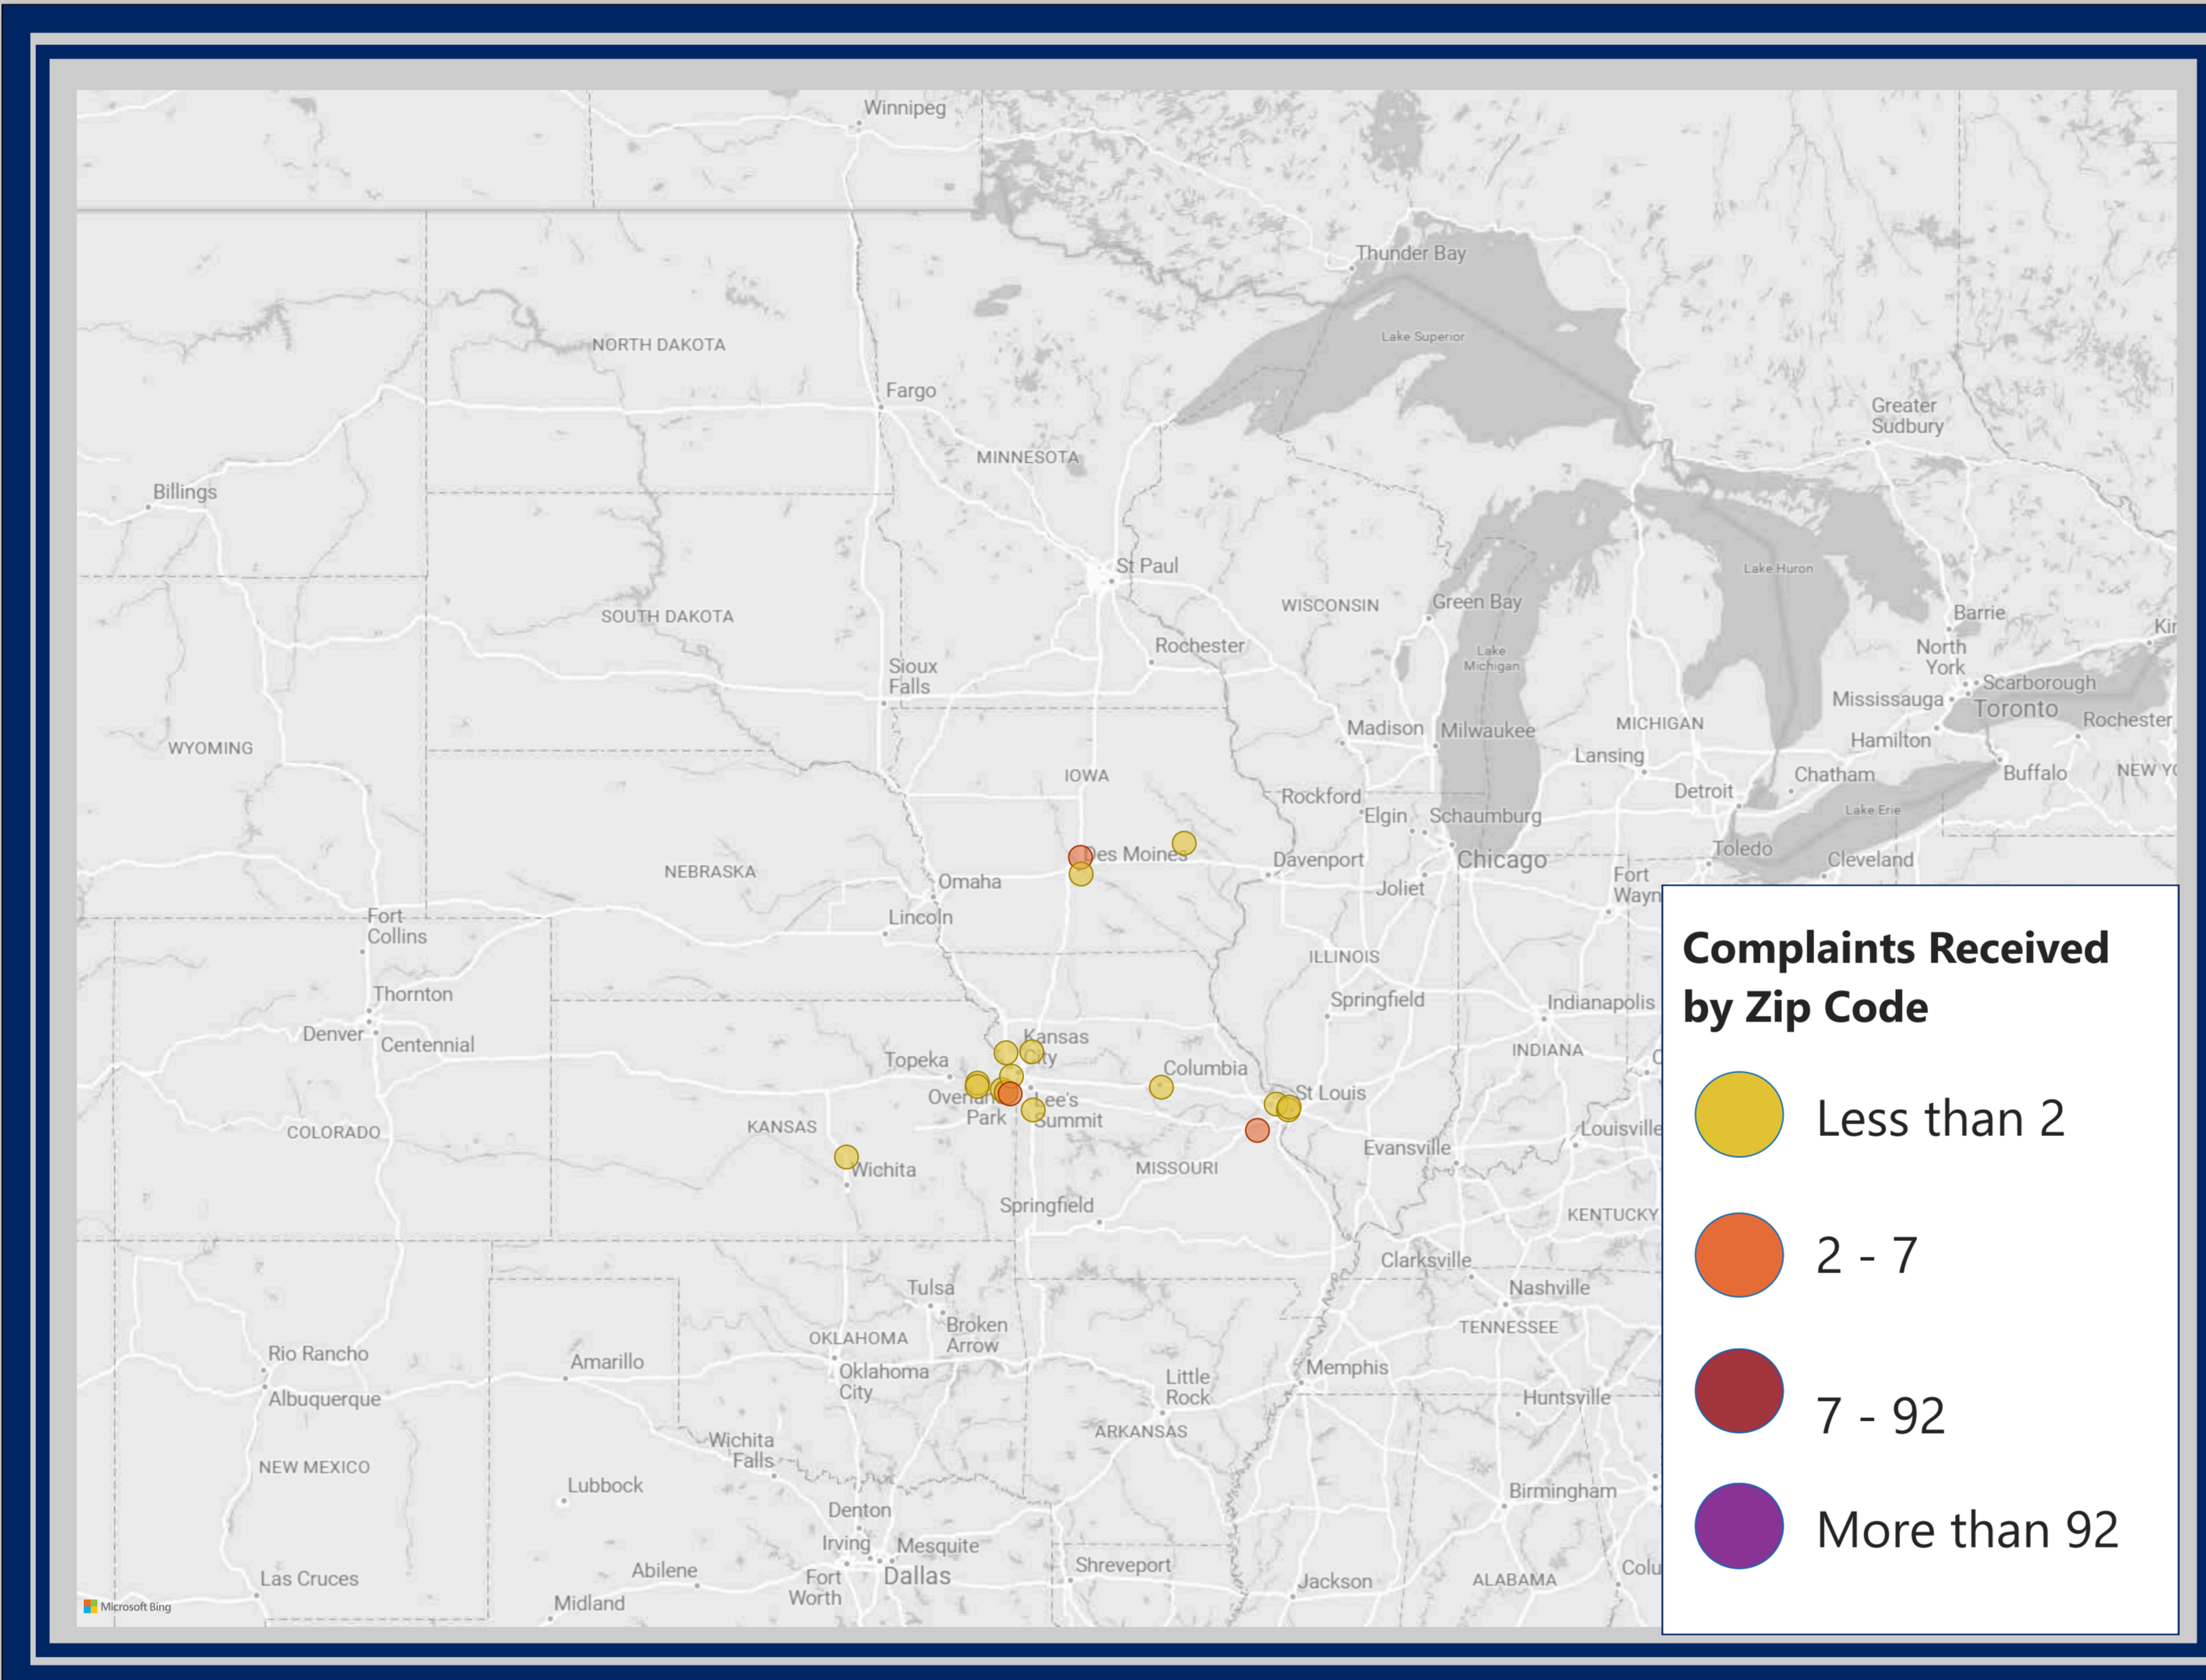 Winnipeg
Thunder Bay
Lake Superior
NORTH DAKOTA
Fargo
Greater
Sudbury
MINNESOTA
Billings
St Paul
Lake Huron
WISCONSIN
Green Bay
Barrie
SOUTH DAKOTA
Kin
Rochester
North
York
Lake
Michigan
Sioux
Falls
Scarborough
Mississauga
Toronto
Rochester
MICHIGAN
Madison
Milwaukee
Hamilton
WYOMING
Lansing
Buffalo
NEW YO
IOWA
Chatham
Detroit
Rockford
Elgin
Schaumburg
Lake Erie
Des Moines
Davenport
Chicago
Toledo
Cleveland
NEBRASKA
Omaha
Joliet
Fort
Wayn
Fort
Collins
Lincoln
ILLINOIS
Thornton
Springfield
Indianapolis
Denver
Centennial
Kansas
City
INDIANA
Topeka
Columbia
Overland
Park
Lee's
Summit
St Louis
KANSAS
COLORADO
Louisville
Evansville
Wichita
MISSOURI
Springfield
KENTUCKY
Clarksville
Tulsa
Nashville
Broken
Arrow
TENNESSEE
OKLAHOMA
Rio Rancho
Amarillo
Oklahoma
City
Memphis
Little
Rock
Albuquerque
Huntsville
ARKANSAS
Wichita
Falls
NEW MEXICO
Lubbock
Birmingham
Denton
Irving
Mesquite
Abilene
Fort
Worth
Dallas
Shreveport
Las Cruces
Jackson
ALABAMA
Colu
Midland
Microsoft Bing
Complaints Received
by Zip Code
Less than 2
2 - 7
7 - 92
More than 92